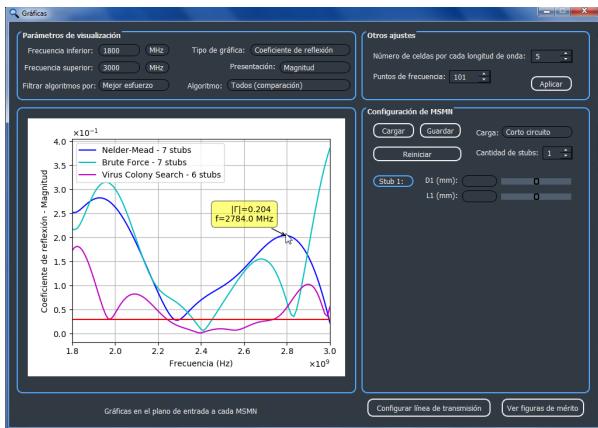 Gráficas
Parámetros de visualización
Frecuencia inferior: 1800 MHz Tipo de gráfica: Coeficiente de reflexión
Frecuencia superior: 3000 MHz Presentación: Magnitud
Filtrar algoritmos por: Mejor esfuerzo Algoritmo: Todos (comparación)
Otros ajustes
Número de celdas por cada longitud de onda: 5
Puntos de frecuencia: 101
Aplicar
×10⁻¹
4.0
3.5
3.0
2.5
2.0
1.5
1.0
0.5
0.0
Coeficiente de reflexión - Magnitud
Nelder-Mead - 7 stubs
Brute Force - 7 stubs
Virus Colony Search - 6 stubs
|Γ|=0.204
f=2784.0 MHz
1.8 2.0 2.2 2.4 2.6 2.8 3.0
Frecuencia (Hz) ×10⁹
Gráficas en el plano de entrada a cada MSMN
Configuración de MSMN
Cargar Guardar Carga: Corto circuito
Reiniciar Cantidad de stubs: 1
Stub 1: D1 (mm):
L1 (mm):
Configurar línea de transmisión Ver figuras de mérito